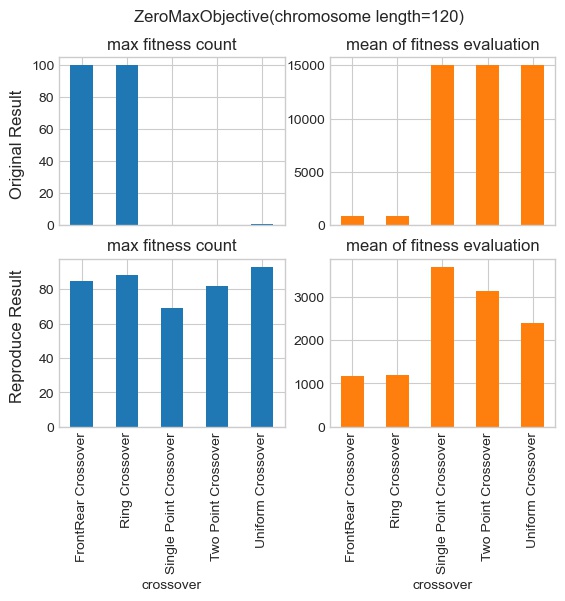 ZeroMaxObjective(chromosome length=120)
max fitness count
mean of fitness evaluation
Original Result
100
80
60
40
20
0
15000
10000
5000
0
max fitness count
mean of fitness evaluation
Reproduce Result
80
60
40
20
0
3000
2000
1000
0
FrontRear Crossover
Ring Crossover
Single Point Crossover
Two Point Crossover
Uniform Crossover
crossover
FrontRear Crossover
Ring Crossover
Single Point Crossover
Two Point Crossover
Uniform Crossover
crossover